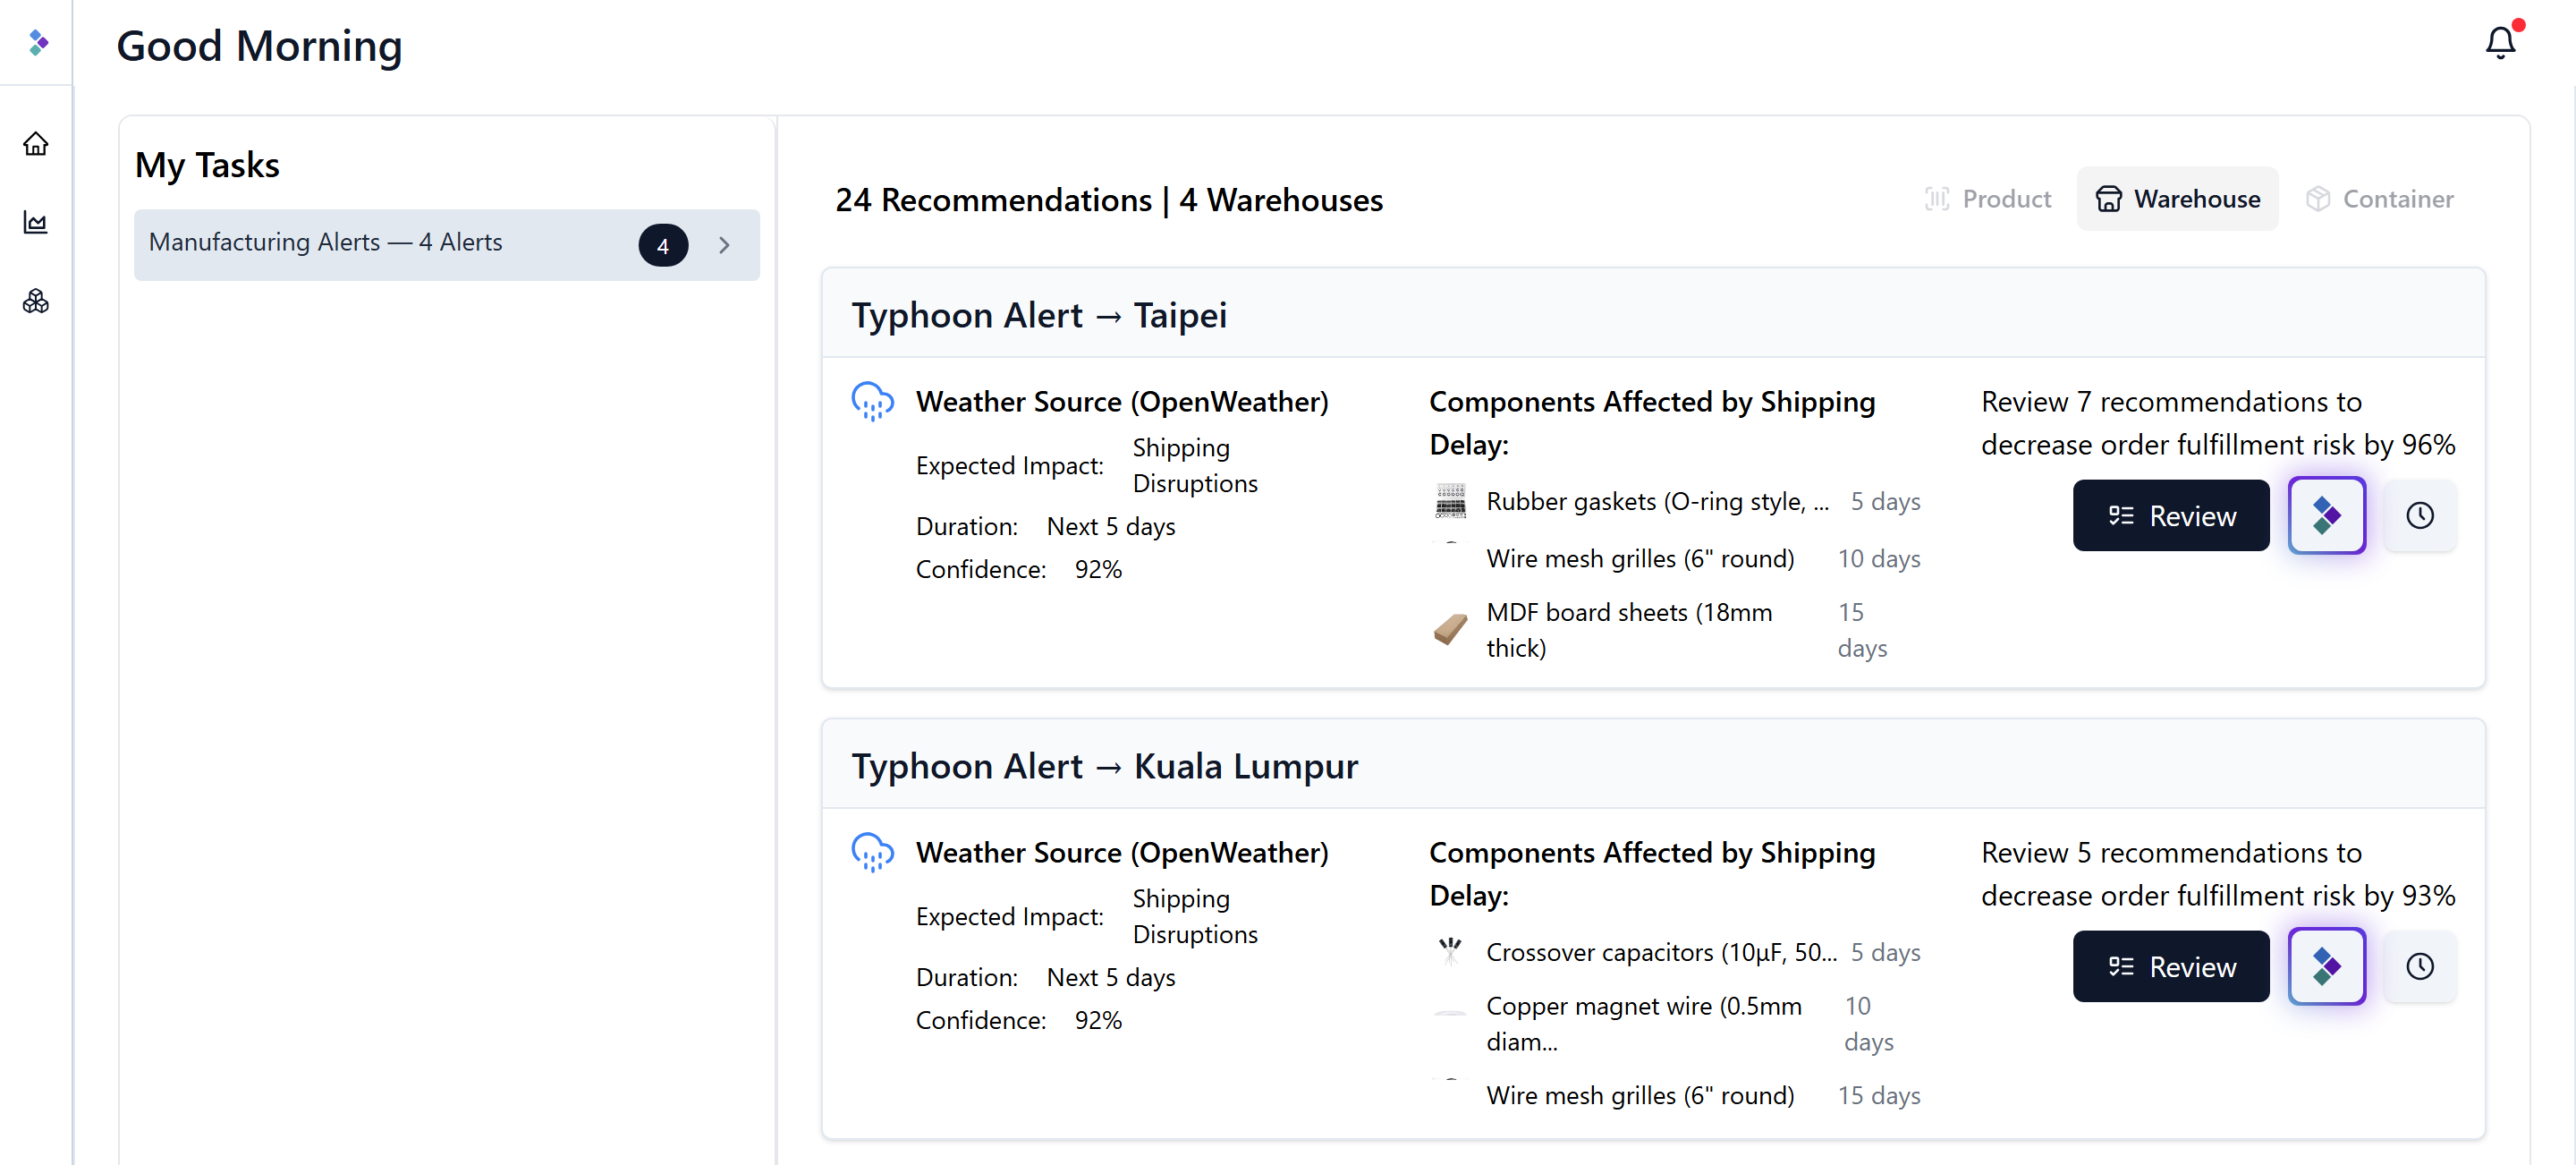 Good Morning
My Tasks
Manufacturing Alerts — 4 Alerts
4
24 Recommendations | 4 Warehouses
Product
Warehouse
Container
Typhoon Alert → Taipei
Weather Source (OpenWeather)
Expected Impact:
Shipping
Disruptions
Duration: Next 5 days
Confidence: 92%
Components Affected by Shipping
Delay:
Rubber gaskets (O-ring style, ... 5 days
Wire mesh grilles (6" round) 10 days
MDF board sheets (18mm
thick)
15
days
Review 7 recommendations to
decrease order fulfillment risk by 96%
Review
Typhoon Alert → Kuala Lumpur
Weather Source (OpenWeather)
Expected Impact:
Shipping
Disruptions
Duration: Next 5 days
Confidence: 92%
Components Affected by Shipping
Delay:
Crossover capacitors (10μF, 50... 5 days
Copper magnet wire (0.5mm
diam...
10
days
Wire mesh grilles (6" round) 15 days
Review 5 recommendations to
decrease order fulfillment risk by 93%
Review